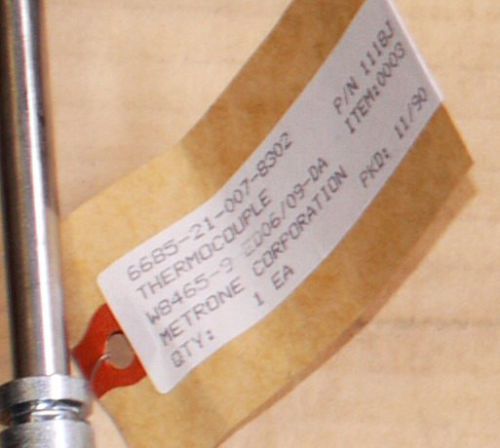 6685-21-007-8302 P/N 1118J
THERMOCOUPLE ITEM:0003
W8465-9 ED06/09-DA
METRONE CORPORATION PKD: 11/90
QTY: 1 EA